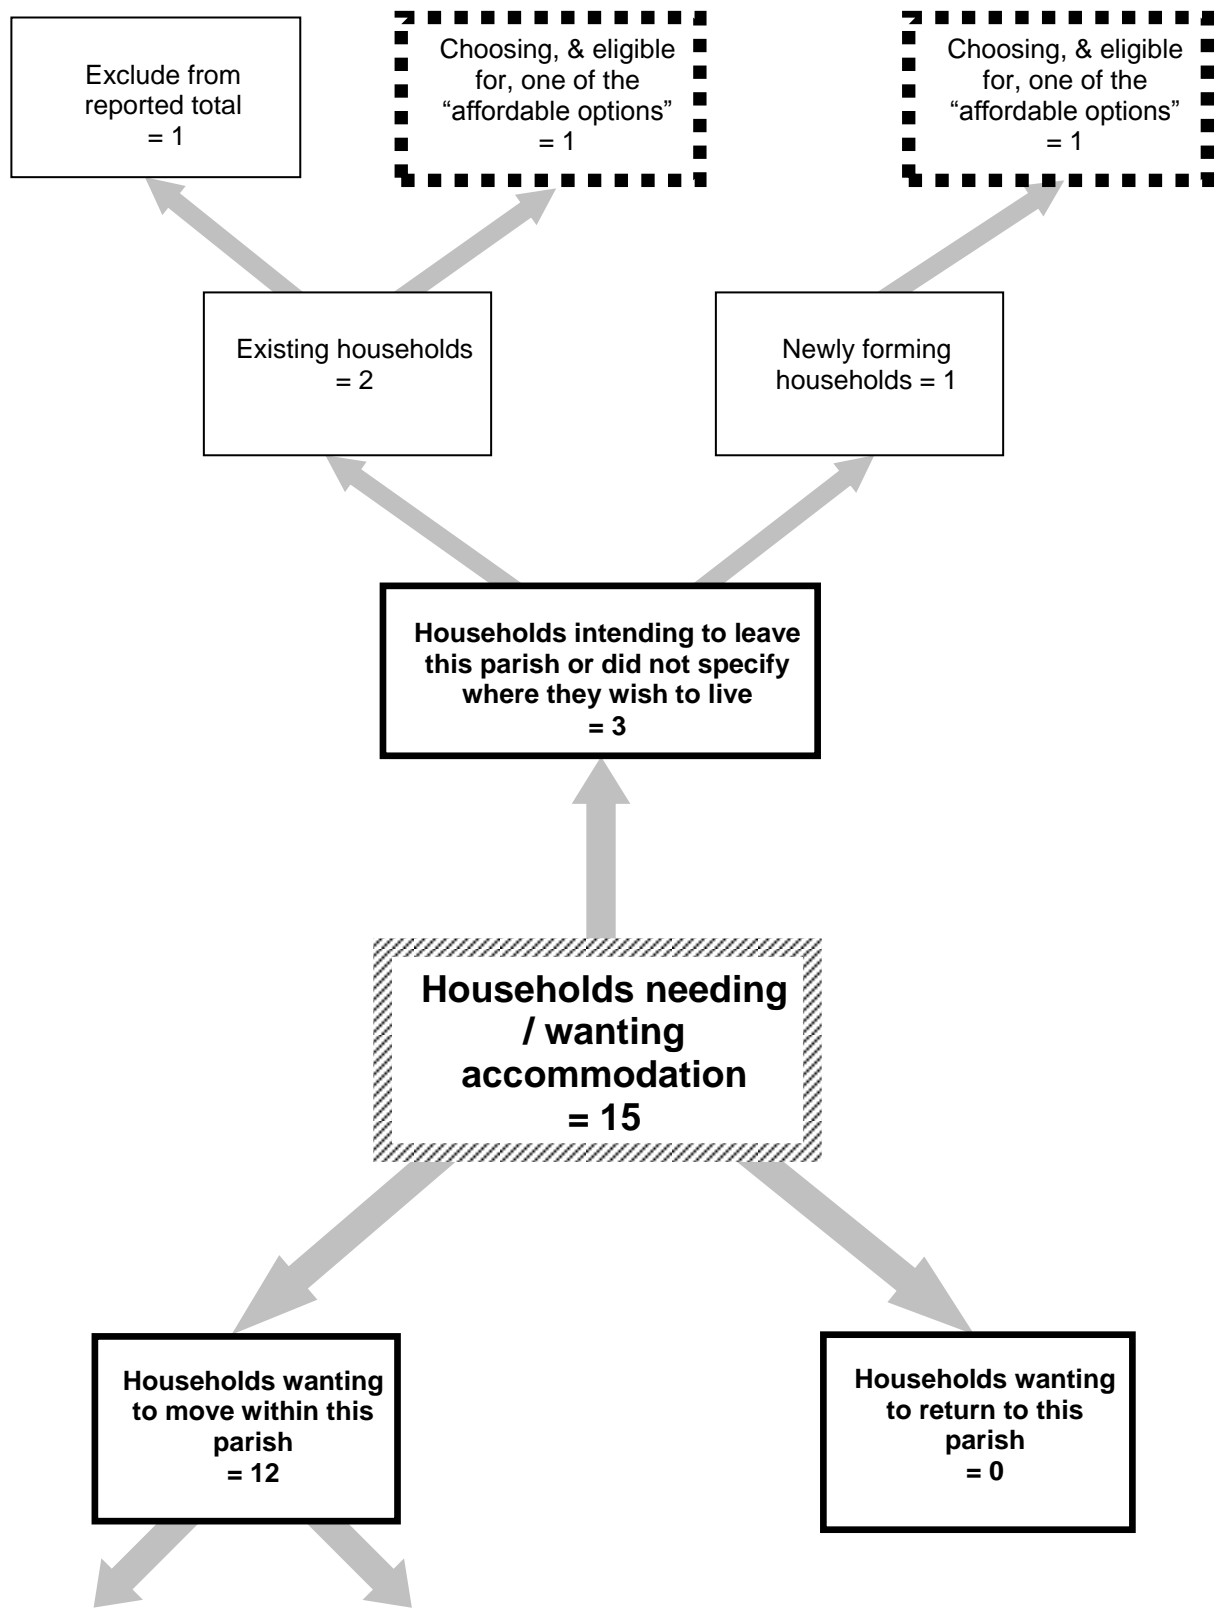 Exclude from
reported total
= 1
Choosing, & eligible
for, one of the
“affordable options”
= 1
Choosing, & eligible
for, one of the
“affordable options”
= 1
Existing households
= 2
Newly forming
households = 1
Households intending to leave
this parish or did not specify
where they wish to live
= 3
Households needing
/ wanting
accommodation
= 15
Households wanting
to move within this
parish
= 12
Households wanting
to return to this
parish
= 0